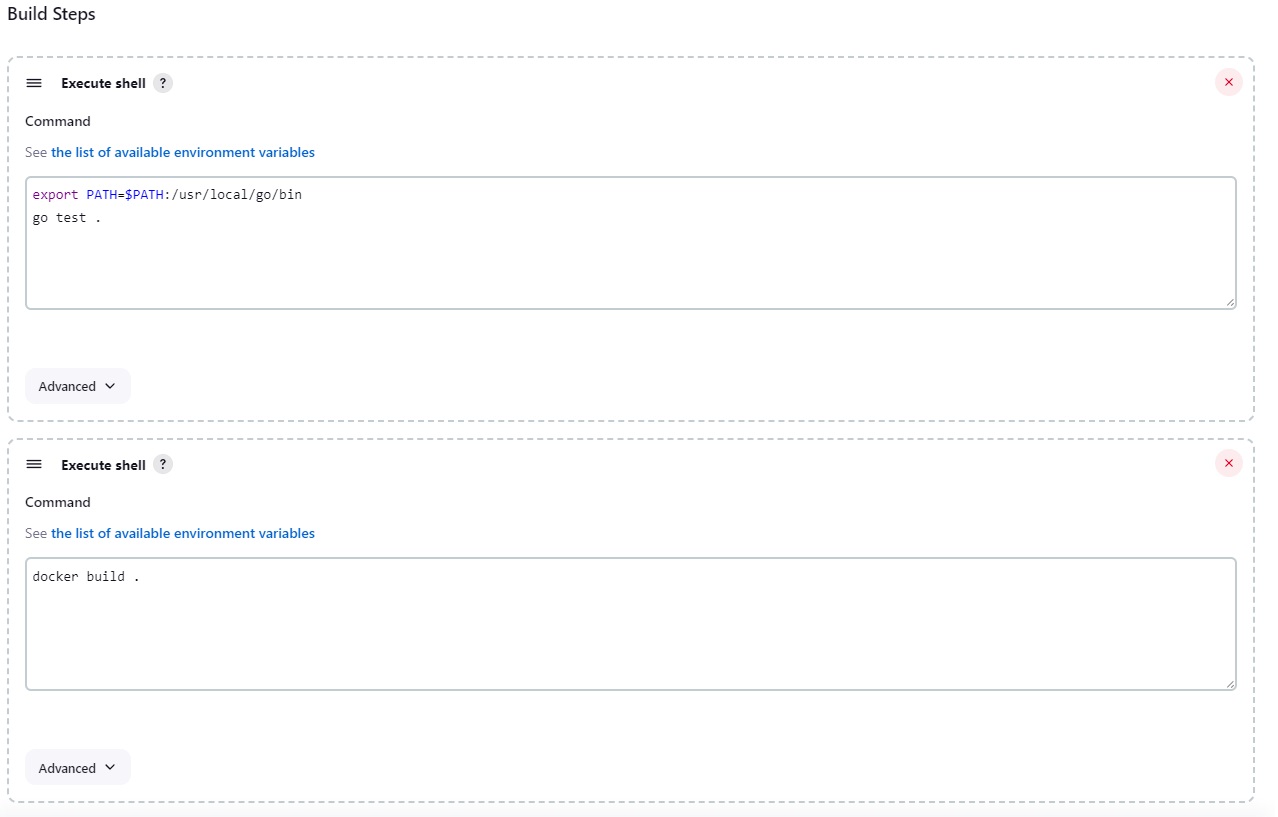 Build Steps
Execute shell ?
Command
See the list of available environment variables
export PATH=$PATH:/usr/local/go/bin
go test .
Advanced
Execute shell ?
Command
See the list of available environment variables
docker build .
Advanced